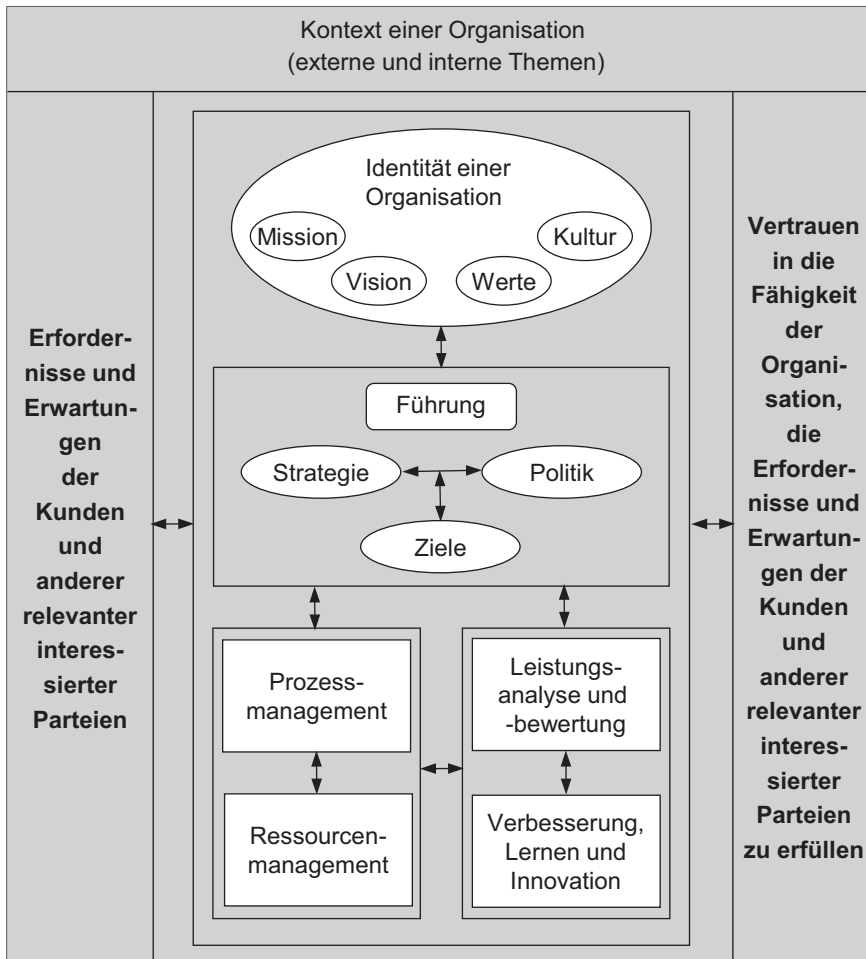 Kontext einer Organisation
(externe und interne Themen)
Erforder-
nisse und
Erwartun-
gen
der
Kunden
und
anderer
relevanter
interes-
sierter
Parteien
Identität einer
Organisation
Mission
Vision
Werte
Kultur
Führung
Strategie
Politik
Ziele
Prozess-
management
Ressourcen-
management
Leistungs-
analyse und
-bewertung
Verbesserung,
Lernen und
Innovation
Vertrauen
in die
Fähigkeit
der
Organi-
sation,
die
Erforder-
nisse und
Erwartun-
gen der
Kunden
und
anderer
relevanter
interes-
sierter
Parteien
zu erfüllen